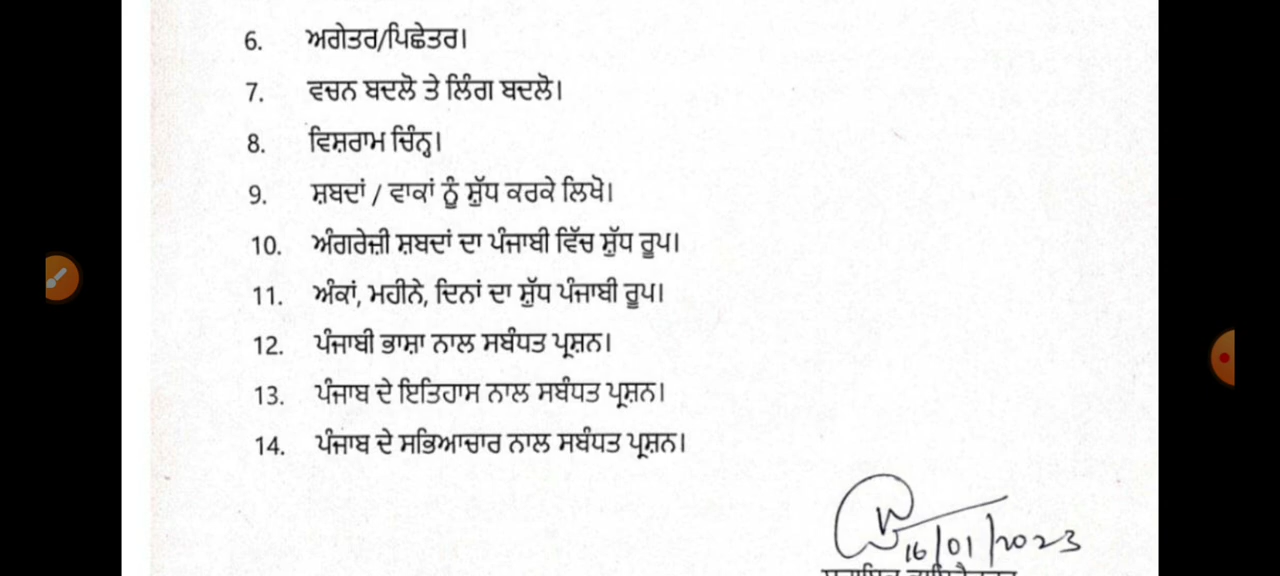 6. ਅਗੇਤਰ/ਪਿਛੇਤਰ।
7. ਵਚਨ ਬਦਲੋ ਤੇ ਲਿੰਗ ਬਦਲੋ।
8. ਵਿਸ਼ਰਾਮ ਚਿੰਨ੍ਹ।
9. ਸ਼ਬਦਾਂ / ਵਾਕਾਂ ਨੂੰ ਸ਼ੁੱਧ ਕਰਕੇ ਲਿਖੋ।
10. ਅੰਗਰੇਜ਼ੀ ਸ਼ਬਦਾਂ ਦਾ ਪੰਜਾਬੀ ਵਿੱਚ ਸ਼ੁੱਧ ਰੂਪ।
11. ਅੰਕਾਂ, ਮਹੀਨੇ, ਦਿਨਾਂ ਦਾ ਸ਼ੁੱਧ ਪੰਜਾਬੀ ਰੂਪ।
12. ਪੰਜਾਬੀ ਭਾਸ਼ਾ ਨਾਲ ਸਬੰਧਤ ਪ੍ਰਸ਼ਨ।
13. ਪੰਜਾਬ ਦੇ ਇਤਿਹਾਸ ਨਾਲ ਸਬੰਧਤ ਪ੍ਰਸ਼ਨ।
14. ਪੰਜਾਬ ਦੇ ਸਭਿਆਚਾਰ ਨਾਲ ਸਬੰਧਤ ਪ੍ਰਸ਼ਨ।
16/01/2023